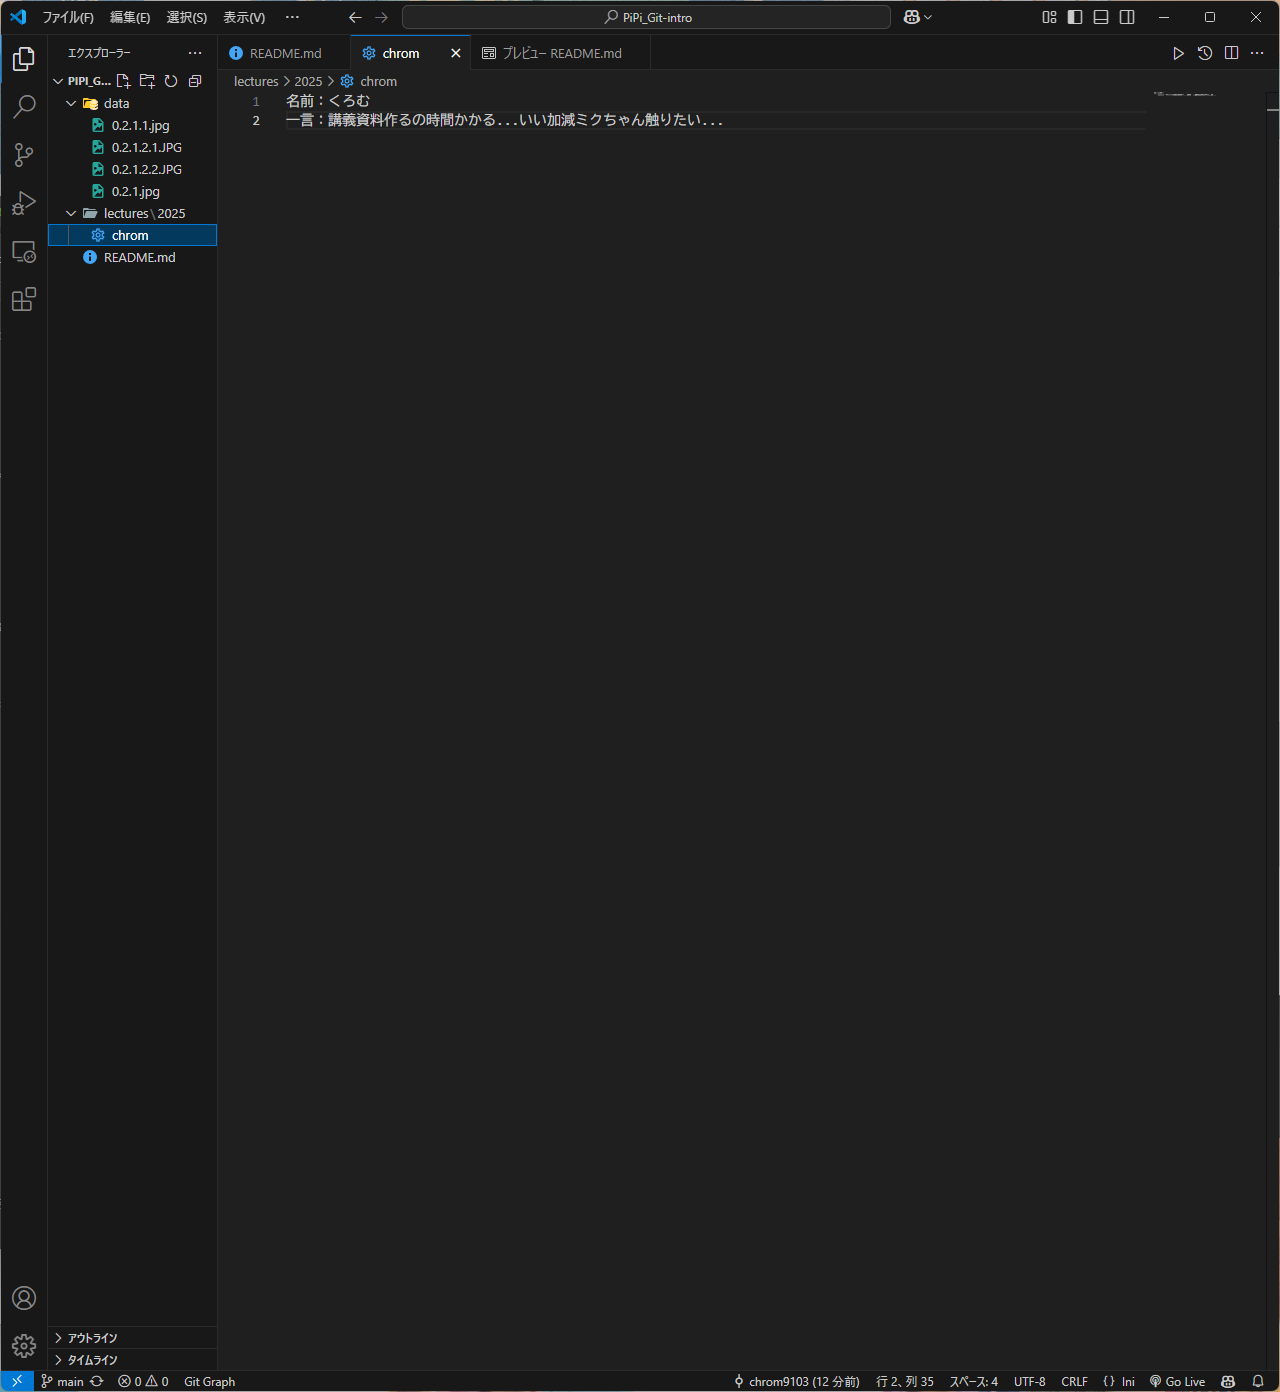 ファイル(F) 編集(E) 選択(S) 表示(V) ··· PiPi_Git-intro
エクスプローラー ···
README.md chrom プレビュー README.md
PIPI_G...
lectures > 2025 > chrom
data
0.2.1.1.jpg
0.2.1.2.1.JPG
0.2.1.2.2.JPG
0.2.1.jpg
lectures\2025
chrom
README.md
1 名前：くろむ
2 一言：講義資料作るの時間かかる...いい加減ミクちゃん触りたい...
アウトライン
タイムライン
main 0 0 Git Graph chrom9103 (12 分前) 行 2、列 35 スペース: 4 UTF-8 CRLF {} Ini Go Live